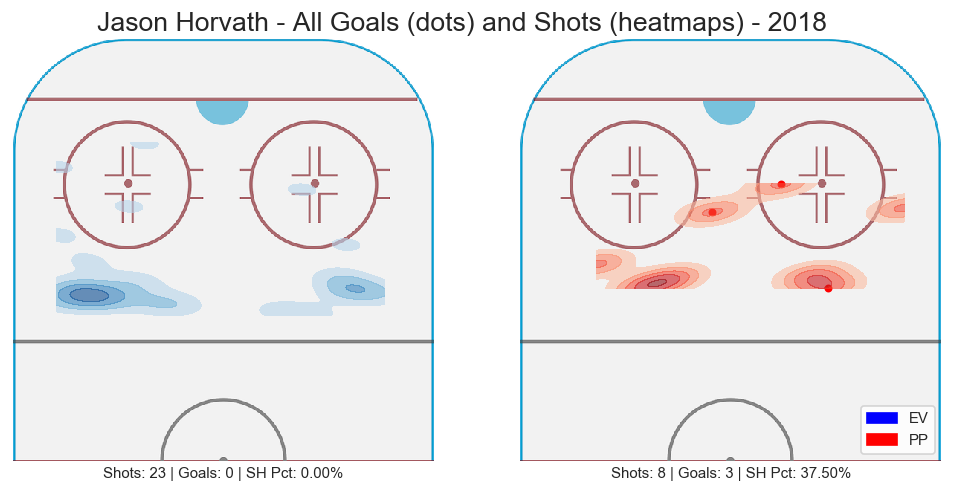 Jason Horvath - All Goals (dots) and Shots (heatmaps) - 2018
EV
PP
Shots: 23 | Goals: 0 | SH Pct: 0.00%
Shots: 8 | Goals: 3 | SH Pct: 37.50%